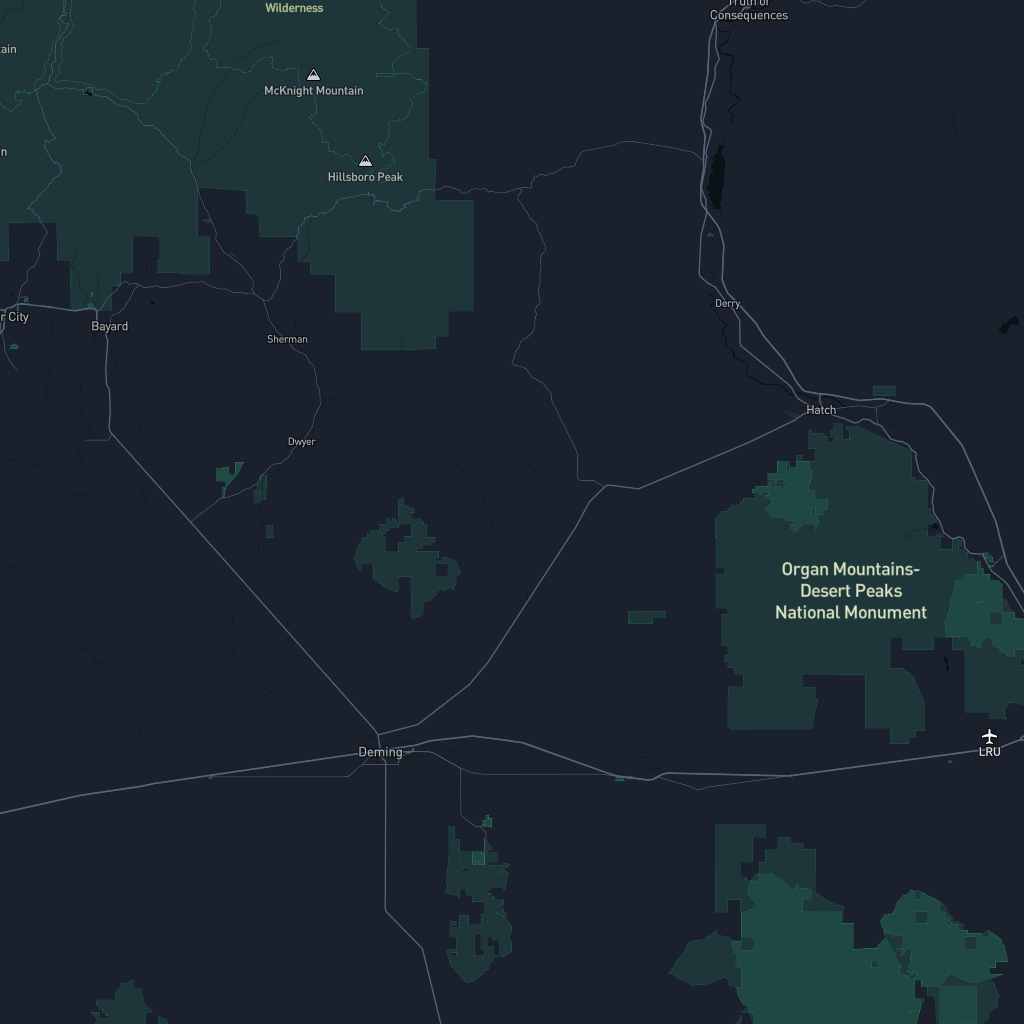 Wilderness
Truth or
Consequences
tain
McKnight Mountain
n
Hillsboro Peak
Derry
r City
Bayard
Sherman
Hatch
Dwyer
Organ Mountains-
Desert Peaks
National Monument
Deming
LRU